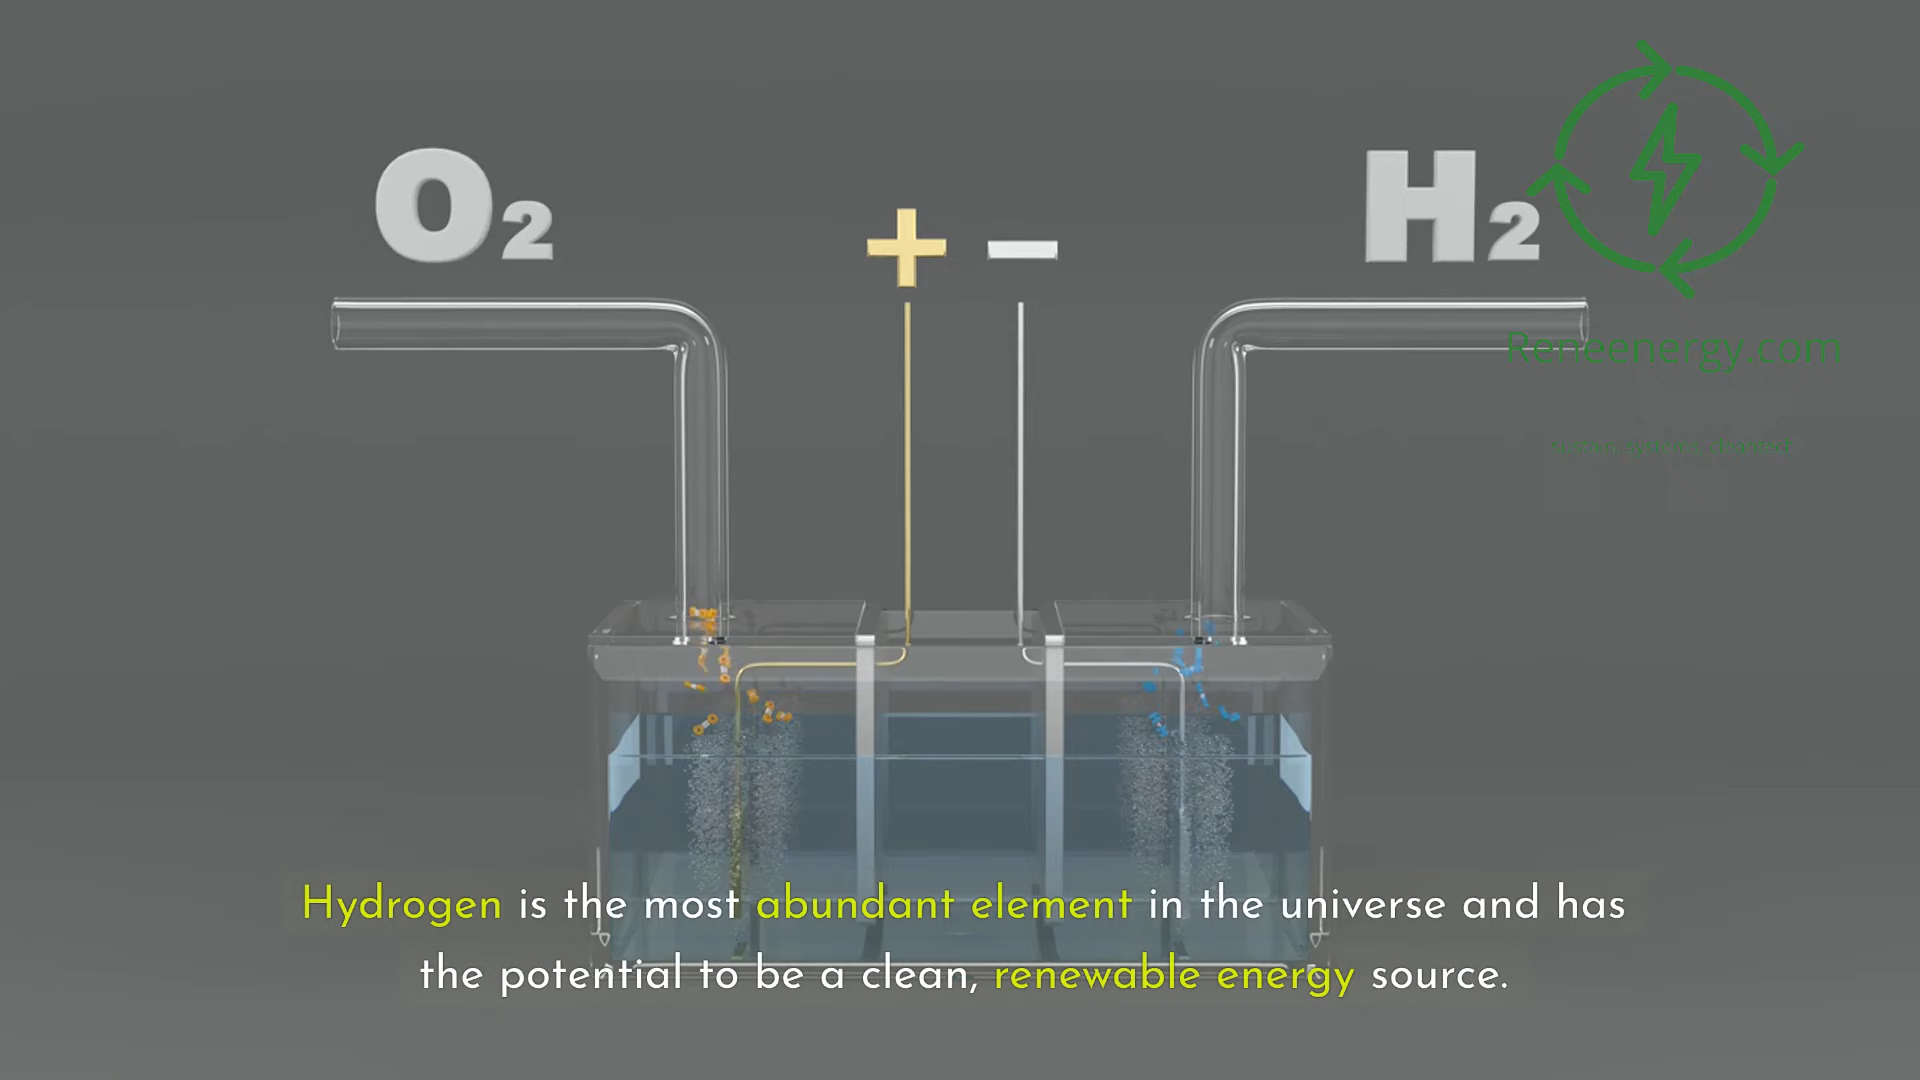 O2
+ −
H2
Reneenergy.com
Hydrogen is the most abundant element in the universe and has
the potential to be a clean, renewable energy source.